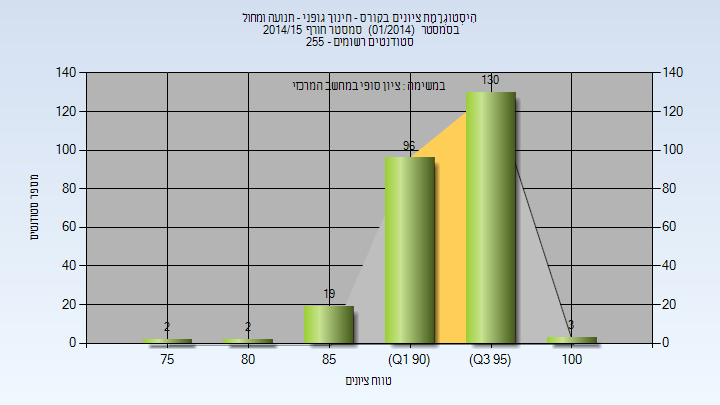 היסטוגרמת ציונים בקורס - חינוך גופני - תנועה ומחול
בסמסטר (01/2014) סמסטר חורף 2014/15
סטודנטים רשומים - 255
במשימה : ציון סופי במחשב המרכזי
140 140
120 120
100 100
80 80
60 60
40 40
20 20
0 0
2 2 19 96 130 3
75 80 85 (Q1 90) (Q3 95) 100
מספר סטודנטים
טווח ציונים